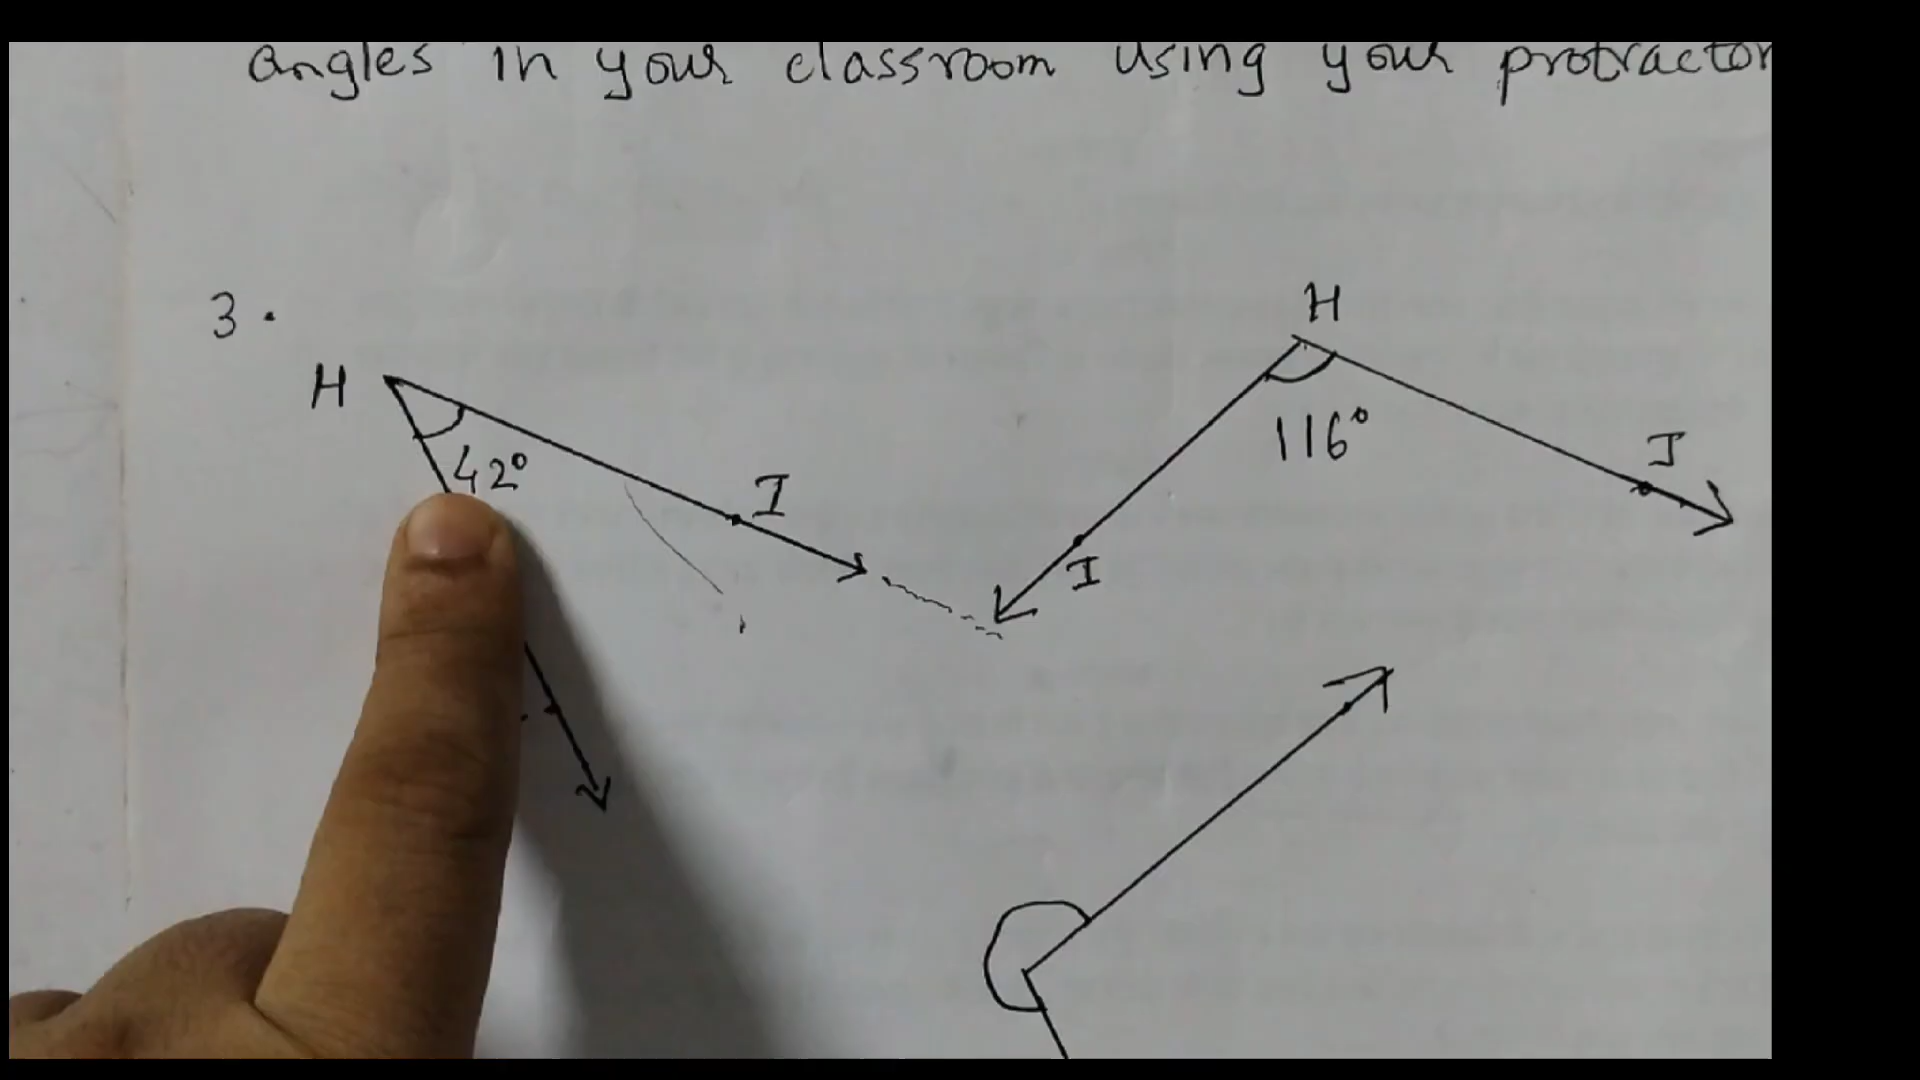 angles in your classroom using your protractor
3.
H
42°
I
H
116°
I
J